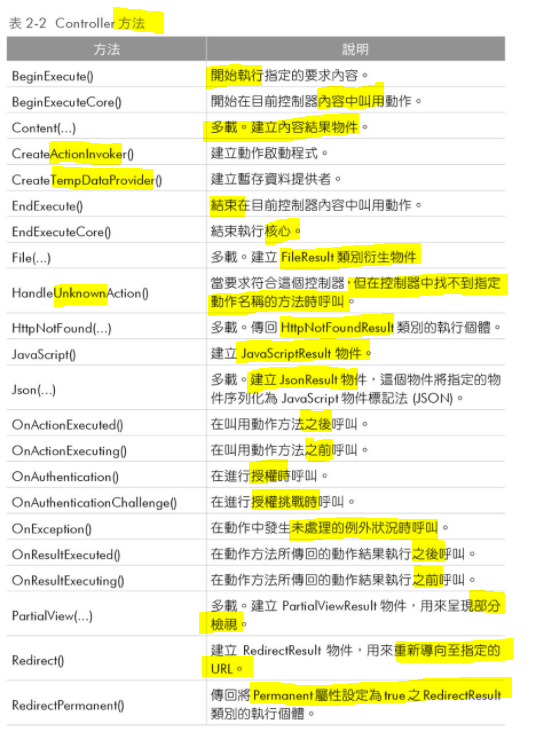 表 2-2 Controller 方法
方法 說明
BeginExecute() 開始執行指定的要求內容。
BeginExecuteCore() 開始在目前控制器內容中叫用動作。
Content(...) 多載。建立內容結果物件。
CreateActionInvoker() 建立動作啟動程式。
CreateTempDataProvider() 建立暫存資料提供者。
EndExecute() 結束在目前控制器內容中叫用動作。
EndExecuteCore() 結束執行核心。
File(...) 多載。建立 FileResult 類別衍生物件
HandleUnknownAction() 當要求符合這個控制器，但在控制器中找不到指定
動作名稱的方法時呼叫。
HttpNotFound(...) 多載。傳回 HttpNotFoundResult 類別的執行個體。
JavaScript() 建立 JavaScriptResult 物件。
Json(...) 多載。建立 JsonResult 物件，這個物件將指定的物
件序列化為 JavaScript 物件標記法 (JSON)。
OnActionExecuted() 在叫用動作方法之後呼叫。
OnActionExecuting() 在叫用動作方法之前呼叫。
OnAuthentication() 在進行授權時呼叫。
OnAuthenticationChallenge() 在進行授權挑戰時呼叫。
OnException() 在動作中發生未處理的例外狀況時呼叫。
OnResultExecuted() 在動作方法所傳回的動作結果執行之後呼叫。
OnResultExecuting() 在動作方法所傳回的動作結果執行之前呼叫。
PartialView(...) 多載。建立 PartialViewResult 物件，用來呈現部分
檢視。
Redirect() 建立 RedirectResult 物件，用來重新導向至指定的
URL。
RedirectPermanent() 傳回將 Permanent 屬性設定為 true 之 RedirectResult
類別的執行個體。